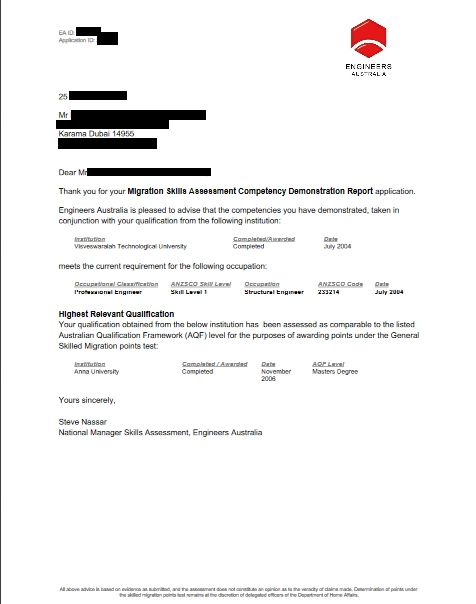 EA ID:
Application ID:
ENGINEERS
AUSTRALIA
25
Mr
Karama Dubai 14955
Dear Mr
Thank you for your Migration Skills Assessment Competency Demonstration Report application.
Engineers Australia is pleased to advise that the competencies you have demonstrated, taken in
conjunction with your qualification from the following institution:
Institution Completed/Awarded Date
Visveswaraiah Technological University Completed July 2004
meets the current requirement for the following occupation:
Occupational Classification ANZSCO Skill Level Occupation ANZSCO Code Date
Professional Engineer Skill Level 1 Structural Engineer 233214 July 2004
Highest Relevant Qualification
Your qualification obtained from the below institution has been assessed as comparable to the listed
Australian Qualification Framework (AQF) level for the purposes of awarding points under the General
Skilled Migration points test:
Institution Completed / Awarded Date AQF Level
Anna University Completed November Masters Degree
2006
Yours sincerely,
Steve Nassar
National Manager Skills Assessment, Engineers Australia
All above advice is based on evidence as submitted, and the assessment does not constitute an opinion as to the veracity of claims made. Determination of points under
the skilled migration points test remains at the discretion of delegated officers of the Department of Home Affairs.